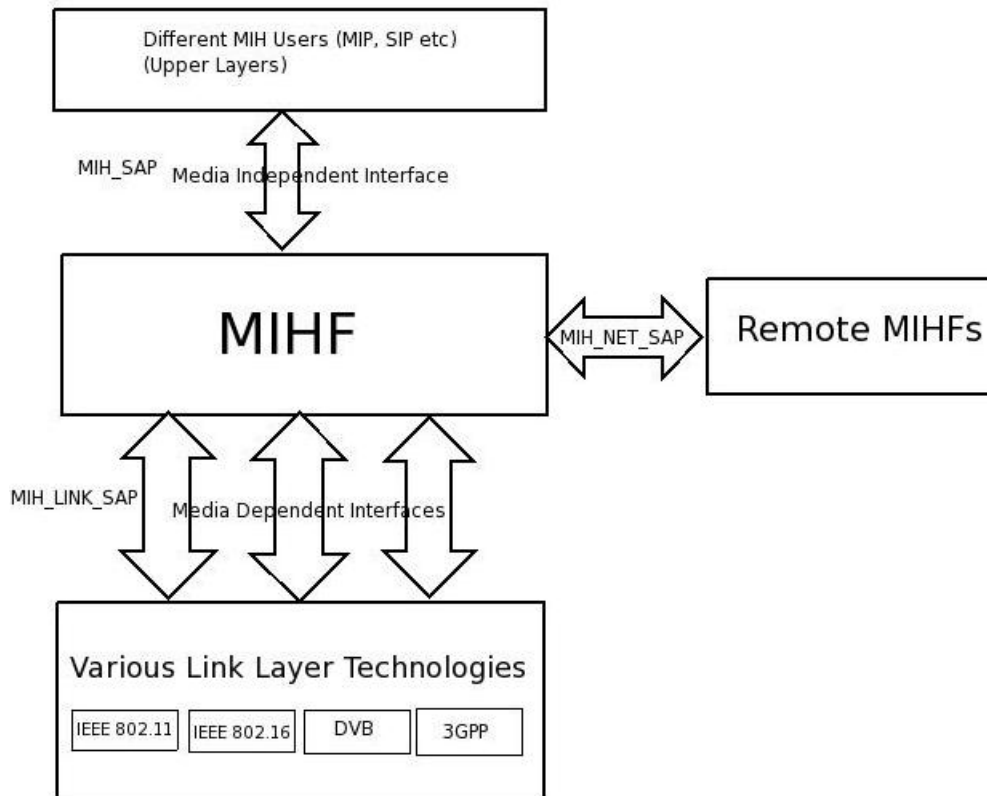 Different MIH Users (MIP, SIP etc)
(Upper Layers)
MIH_SAP
Media Independent Interface
MIHF
MIH_NET_SAP
Remote MIHFs
MIH_LINK_SAP
Media Dependent Interfaces
Various Link Layer Technologies
IEEE 802.11
IEEE 802.16
DVB
3GPP